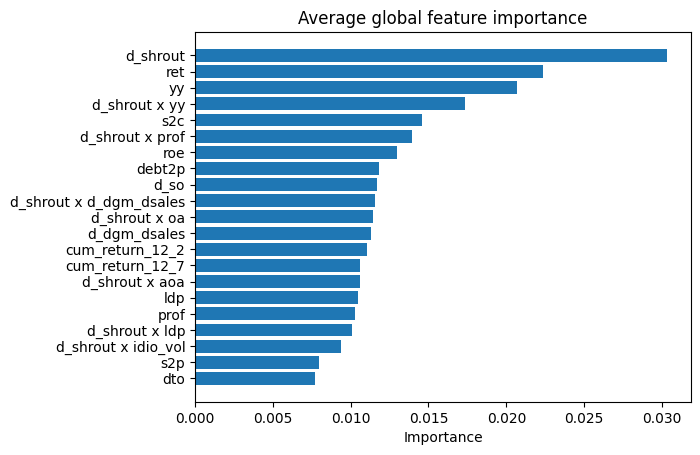 Average global feature importance
d_shrout
ret
yy
d_shrout x yy
s2c
d_shrout x prof
roe
debt2p
d_so
d_shrout x d_dgm_dsales
d_shrout x oa
d_dgm_dsales
cum_return_12_2
cum_return_12_7
d_shrout x aoa
ldp
prof
d_shrout x ldp
d_shrout x idio_vol
s2p
dto
0.000 0.005 0.010 0.015 0.020 0.025 0.030
Importance